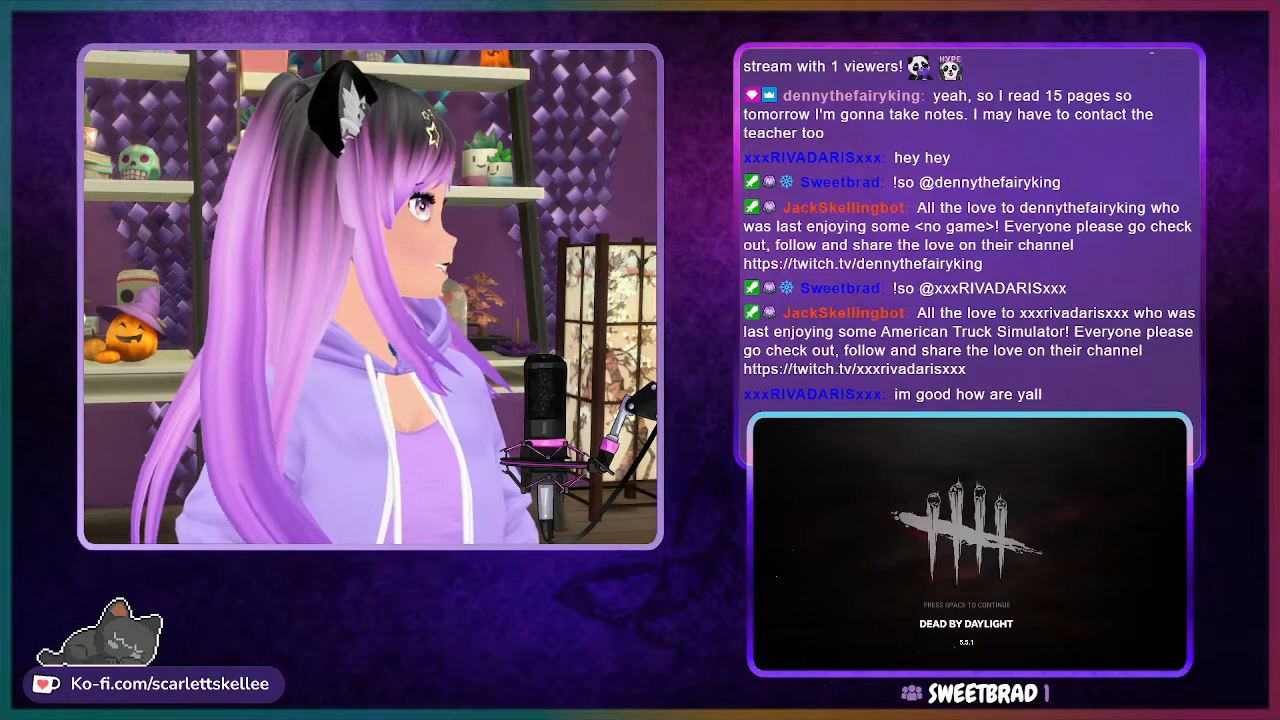 stream with 1 viewers! HYPE
dennythefairyking: yeah, so I read 15 pages so
tomorrow I'm gonna take notes. I may have to contact the
teacher too
xxxRIVADARISxxx: hey hey
Sweetbrad: !so @dennythefairyking
JackSkellingbot: All the love to dennythefairyking who
was last enjoying some <no game>! Everyone please go check
out, follow and share the love on their channel
https://twitch.tv/dennythefairyking
Sweetbrad: !so @xxxRIVADARISxxx
JackSkellingbot: All the love to xxxrivadarisxxx who was
last enjoying some American Truck Simulator! Everyone please
go check out, follow and share the love on their channel
https://twitch.tv/xxxrivadarisxxx
xxxRIVADARISxxx: im good how are yall
PRESS SPACE TO CONTINUE
DEAD BY DAYLIGHT
5.5.1
Ko-fi.com/scarlettskellee
SWEETBRAD 1